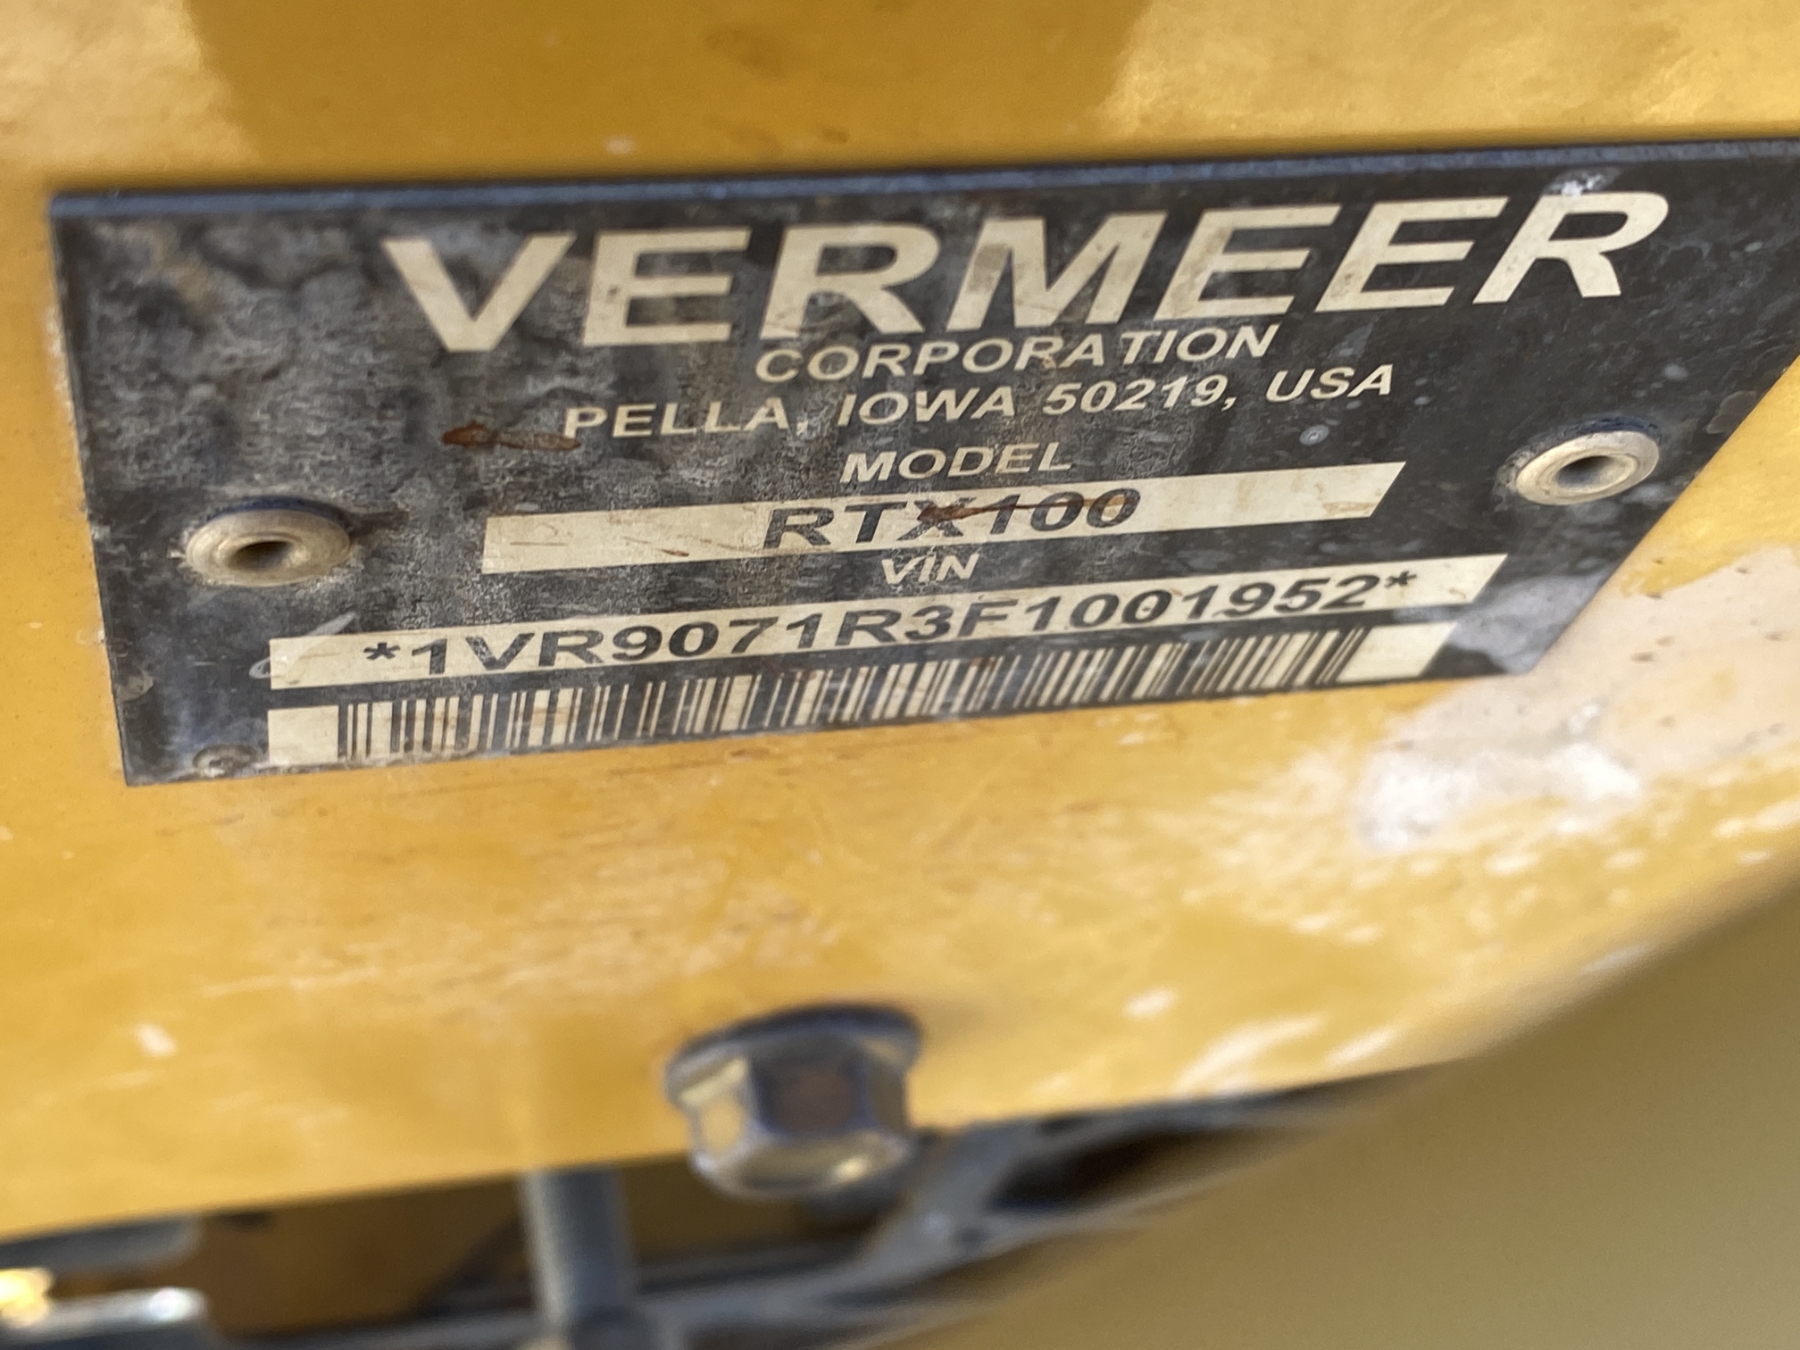 VERMEER
CORPORATION
PELLA, IOWA 50219, USA
MODEL
RTX100
VIN
*1VR9071R3F1001952*